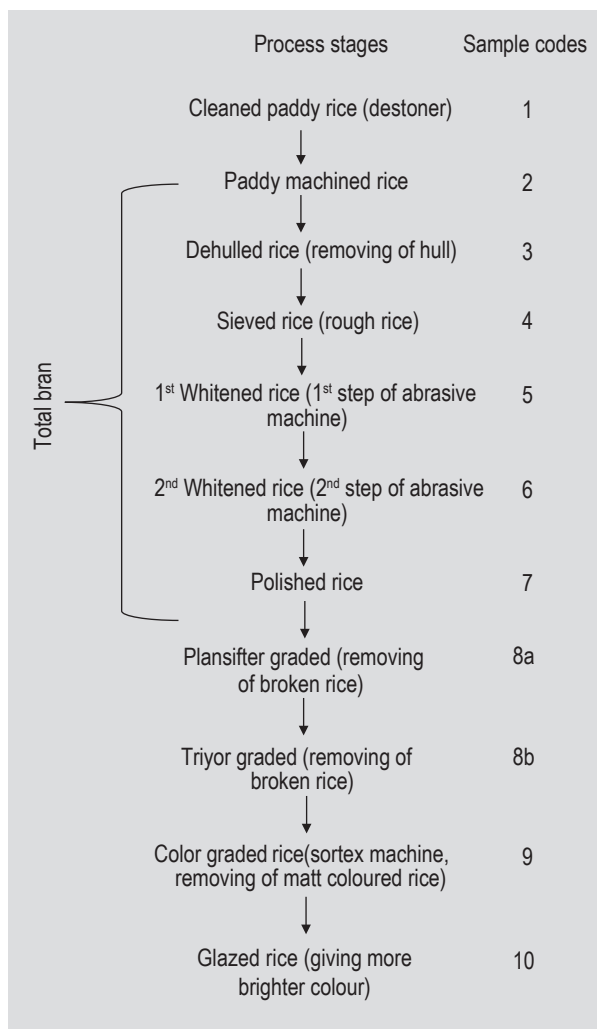 Process stages Sample codes
Cleaned paddy rice (destoner) 1
Paddy machined rice 2
Dehulled rice (removing of hull) 3
Sieved rice (rough rice) 4
1st Whitened rice (1st step of abrasive 5
machine)
Total bran
2nd Whitened rice (2nd step of abrasive 6
machine)
Polished rice 7
Plansifter graded (removing 8a
of broken rice)
Triyor graded (removing of 8b
broken rice)
Color graded rice(sortex machine, 9
removing of matt coloured rice)
Glazed rice (giving more 10
brighter colour)